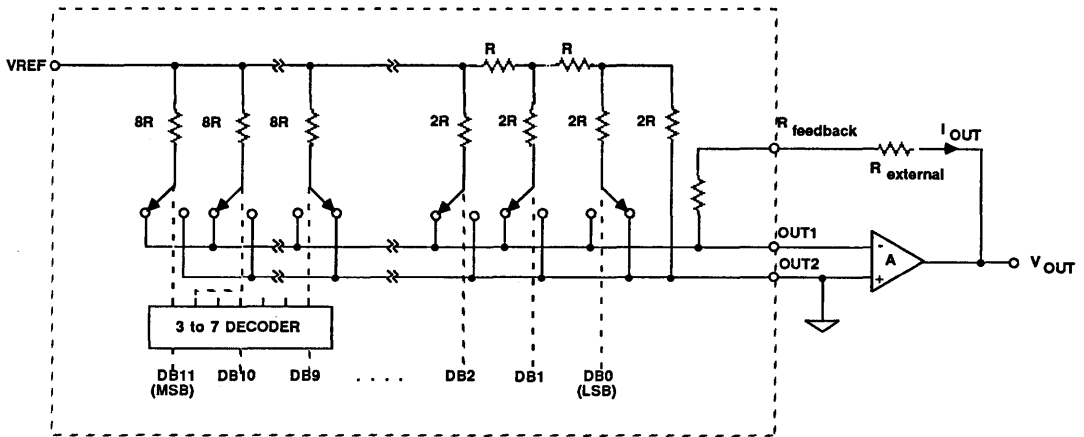 R R
VREF
8R 8R 8R 2R 2R 2R 2R
R feedback
I OUT
R external
OUT1
OUT2
-
A
+
V OUT
3 to 7 DECODER
DB11 DB10 DB9 . . . . DB2 DB1 DB0
(MSB) (LSB)